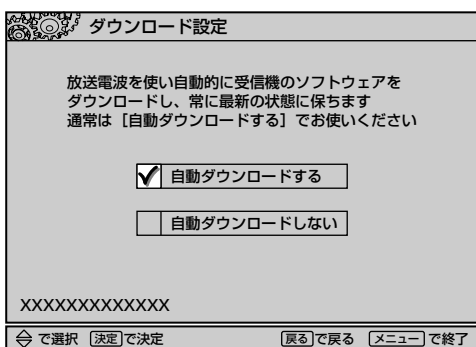 ダウンロード設定
放送電波を使い自動的に受信機のソフトウェアを
ダウンロードし、常に最新の状態に保ちます
通常は［自動ダウンロードする］でお使いください
自動ダウンロードする
自動ダウンロードしない
XXXXXXXXXXXXX
で選択 決定で決定 戻るで戻る メニューで終了